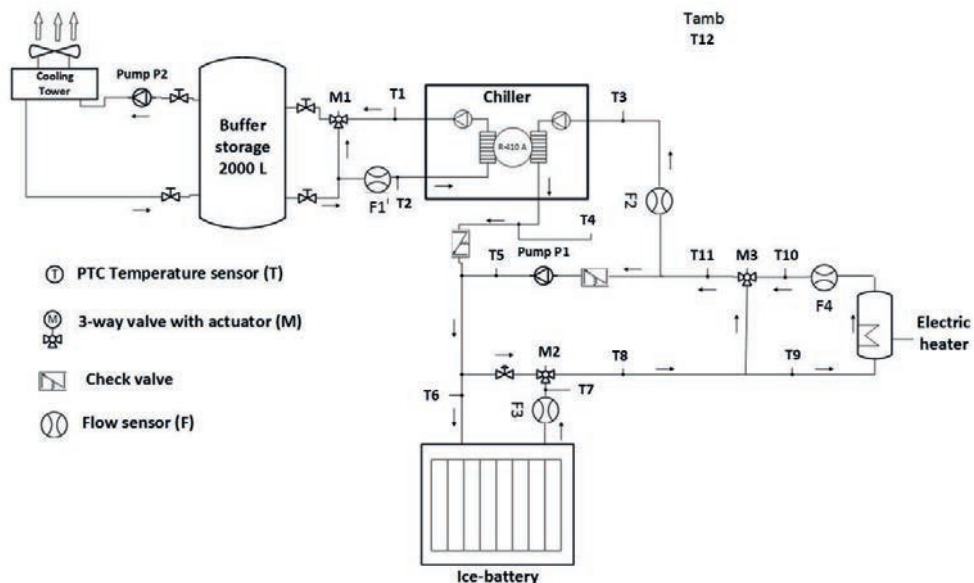 Tamb
T12
Cooling
Tower
Pump P2
Buffer
storage
2000 L
M1
T1
F1
T2
Chiller
R-410 A
T3
F2
T4
T5
Pump P1
T11
M3
T10
F4
Electric
heater
M2
T8
T9
T6
T7
F3
Ice-battery
T
PTC Temperature sensor (T)
M
3-way valve with actuator (M)
Check valve
Flow sensor (F)